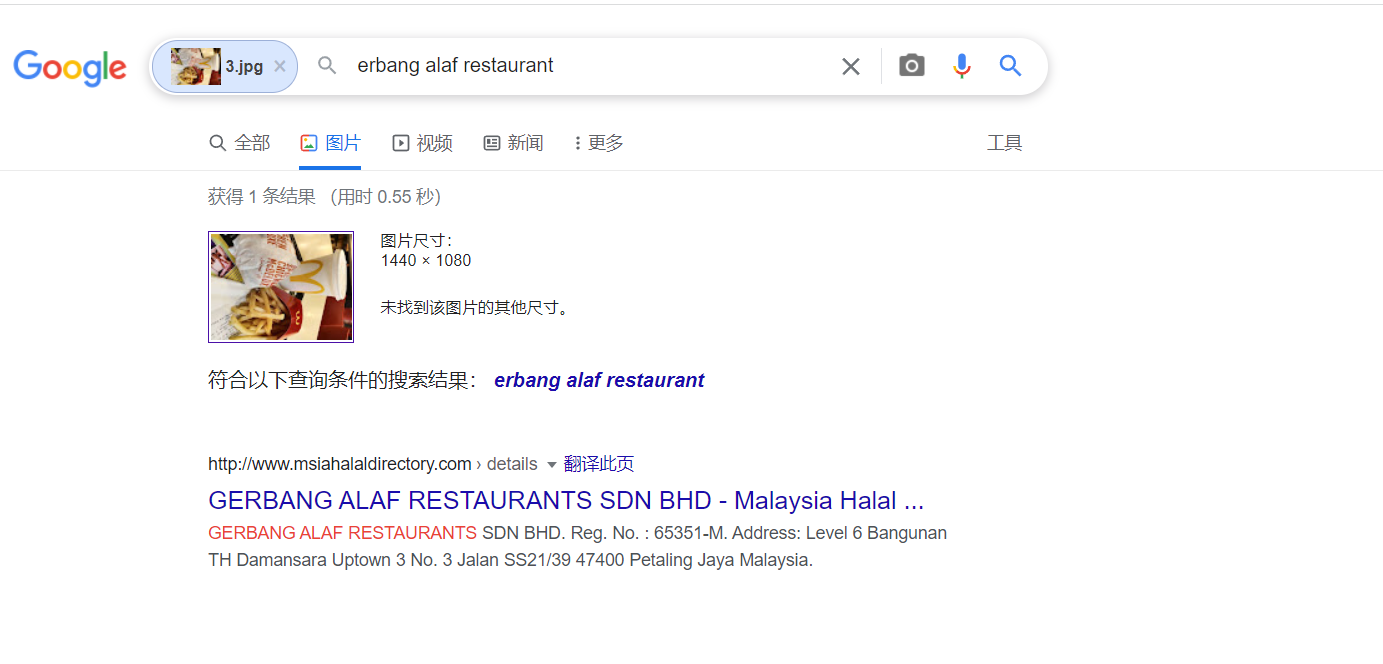 Google
3.jpg × erbang alaf restaurant
全部 图片 视频 新闻 更多 工具
获得 1 条结果 （用时 0.55 秒）
图片尺寸：
1440 × 1080
未找到该图片的其他尺寸。
符合以下查询条件的搜索结果： erbang alaf restaurant
http://www.msiahalaldirectory.com › details 翻译此页
GERBANG ALAF RESTAURANTS SDN BHD - Malaysia Halal ...
GERBANG ALAF RESTAURANTS SDN BHD. Reg. No. : 65351-M. Address: Level 6 Bangunan
TH Damansara Uptown 3 No. 3 Jalan SS21/39 47400 Petaling Jaya Malaysia.